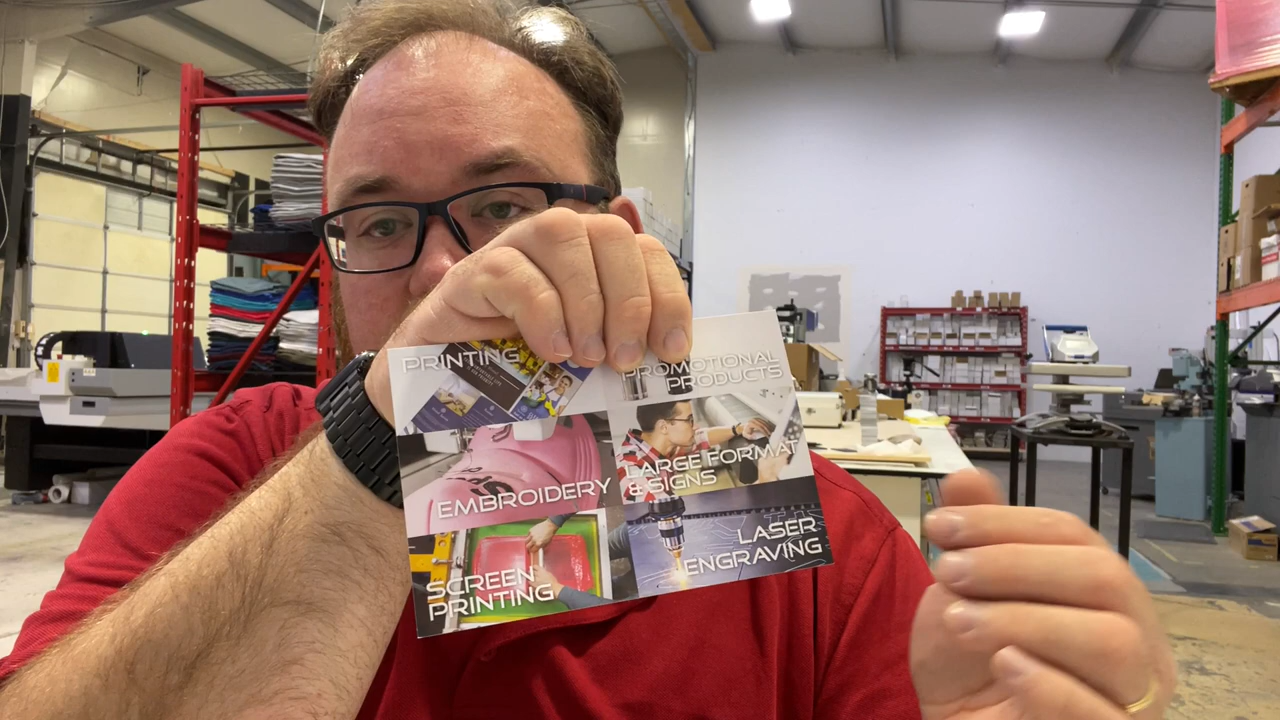 PRINTING
PROMOTIONAL
PRODUCTS
EMBROIDERY
LARGE FORMAT
& SIGNS
SCREEN
PRINTING
LASER
ENGRAVING